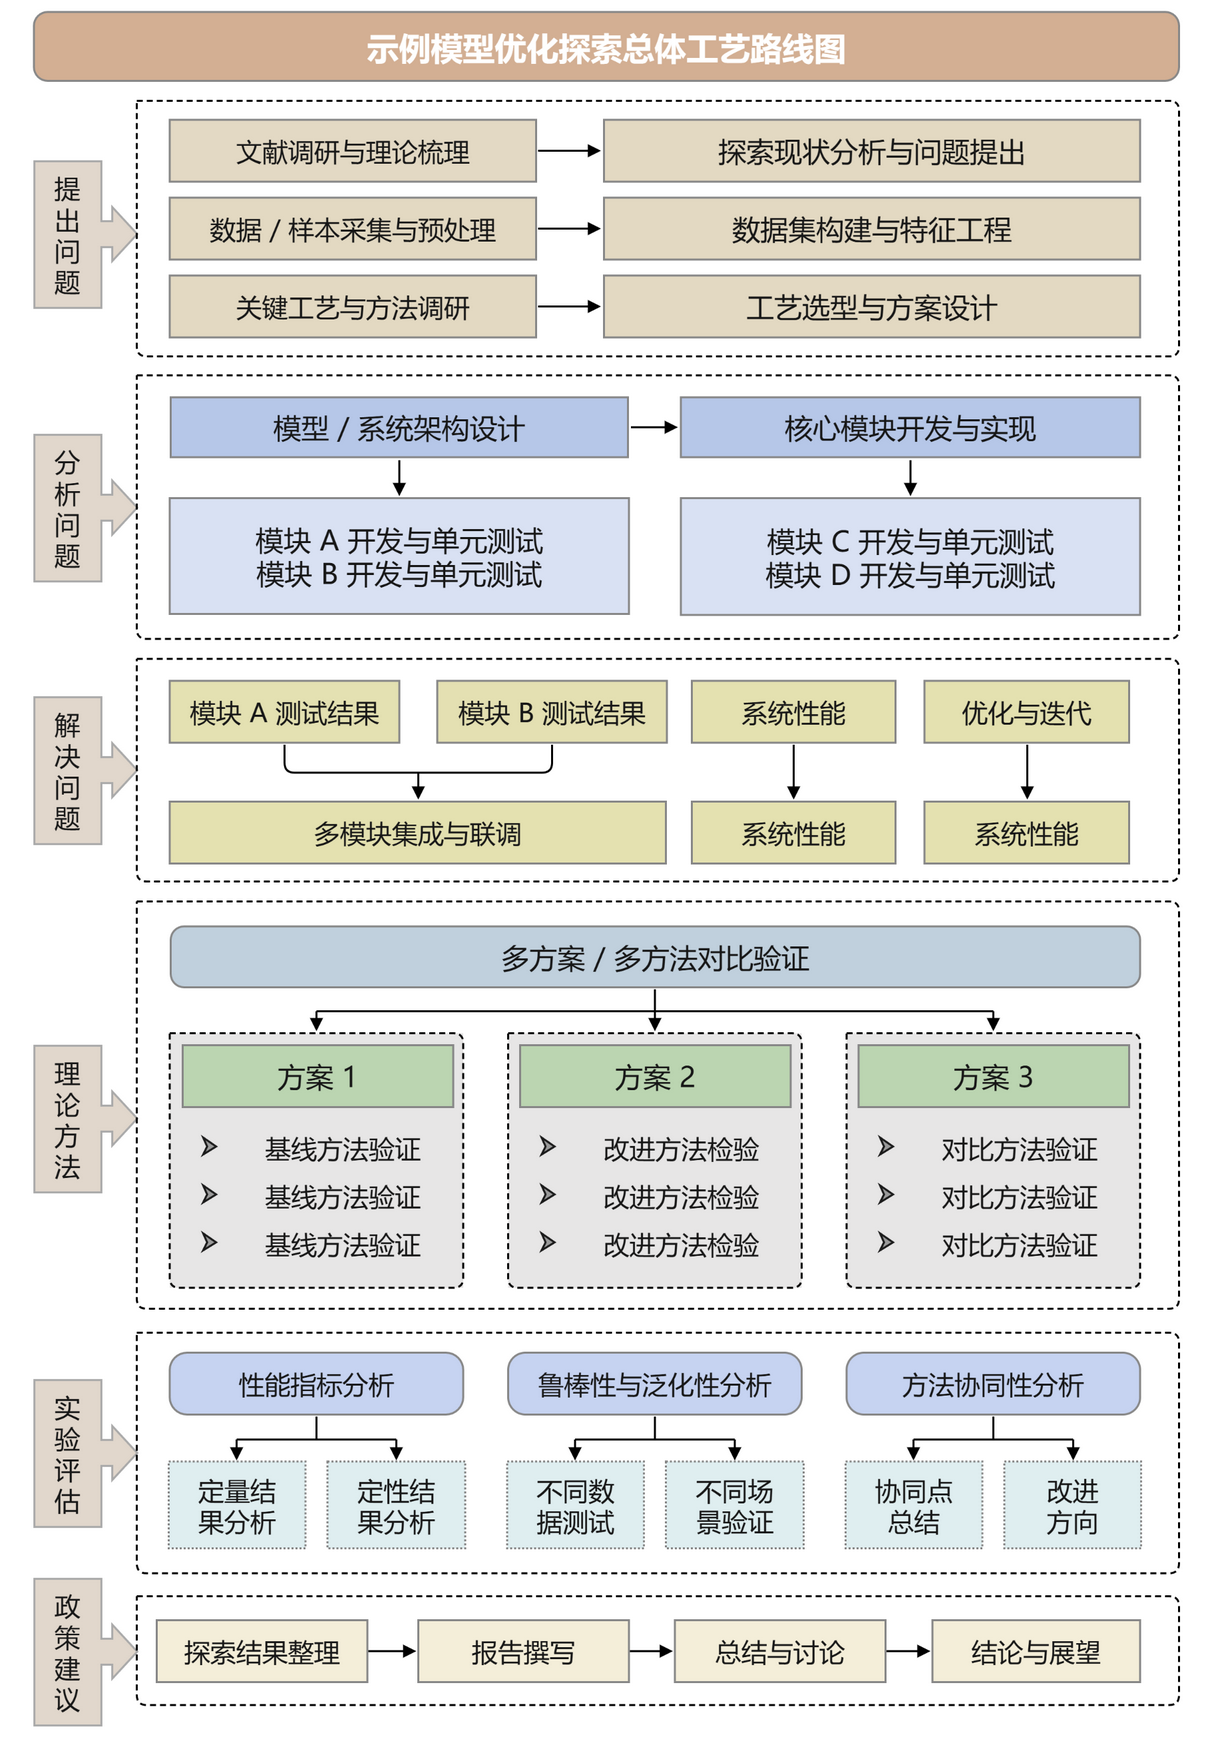 示例模型优化探索总体工艺路线图
提出问题
文献调研与理论梳理
探索现状分析与问题提出
数据 / 样本采集与预处理
数据集构建与特征工程
关键工艺与方法调研
工艺选型与方案设计
分析问题
模型 / 系统架构设计
核心模块开发与实现
模块 A 开发与单元测试
模块 B 开发与单元测试
模块 C 开发与单元测试
模块 D 开发与单元测试
解决问题
模块 A 测试结果
模块 B 测试结果
系统性能
优化与迭代
多模块集成与联调
系统性能
系统性能
理论方法
多方案 / 多方法对比验证
方案 1
基线方法验证
基线方法验证
基线方法验证
方案 2
改进方法检验
改进方法检验
改进方法检验
方案 3
对比方法验证
对比方法验证
对比方法验证
实验评估
性能指标分析
鲁棒性与泛化性分析
方法协同性分析
定量结
果分析
定性结
果分析
不同数
据测试
不同场
景验证
协同点
总结
改进
方向
政策建议
探索结果整理
报告撰写
总结与讨论
结论与展望